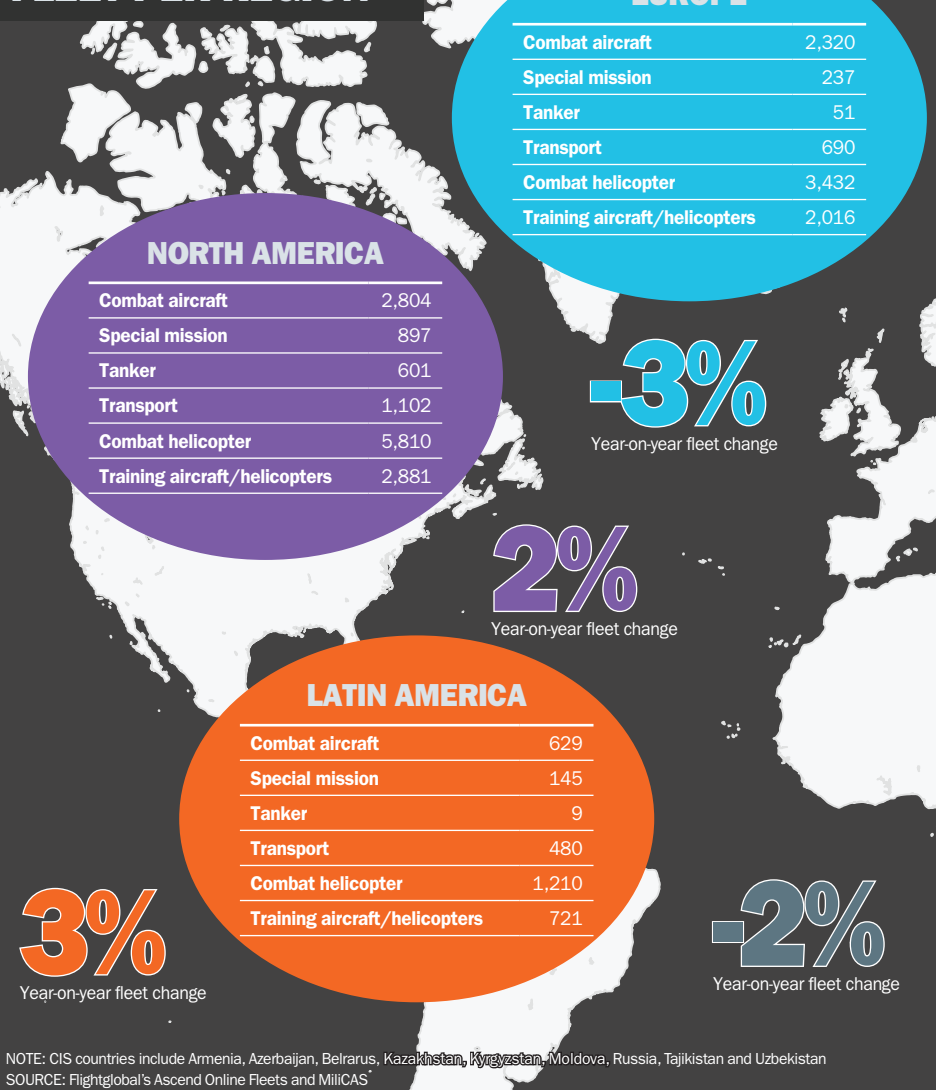 FLEET PER REGION
EUROPE
Combat aircraft 2,320
Special mission 237
Tanker 51
Transport 690
Combat helicopter 3,432
Training aircraft/helicopters 2,016
NORTH AMERICA
Combat aircraft 2,804
Special mission 897
Tanker 601
Transport 1,102
Combat helicopter 5,810
Training aircraft/helicopters 2,881
-3%
Year-on-year fleet change
2%
Year-on-year fleet change
LATIN AMERICA
Combat aircraft 629
Special mission 145
Tanker 9
Transport 480
Combat helicopter 1,210
Training aircraft/helicopters 721
3%
Year-on-year fleet change
-2%
Year-on-year fleet change
NOTE: CIS countries include Armenia, Azerbaijan, Belrarus, Kazakhstan, Kyrgyzstan, Moldova, Russia, Tajikistan and Uzbekistan
SOURCE: Flightglobal's Ascend Online Fleets and MiliCAS*